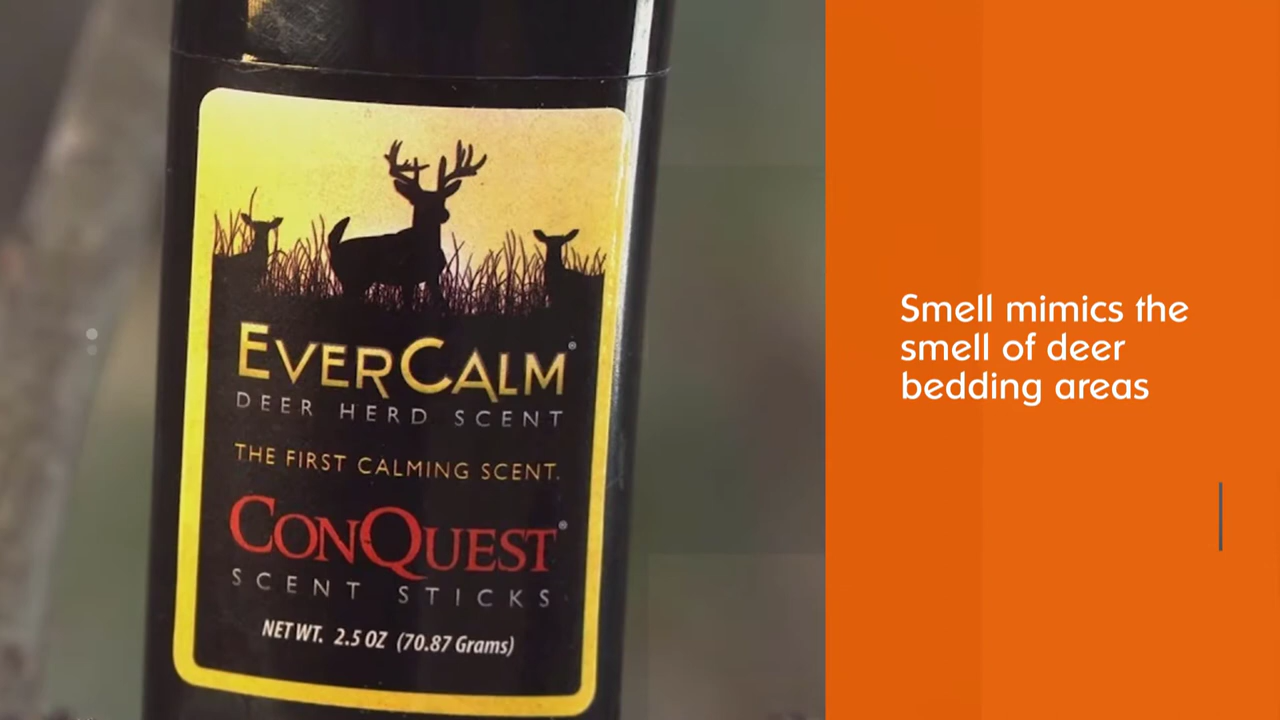 EVERCALM®
DEER HERD SCENT
THE FIRST CALMING SCENT.
CONQUEST®
SCENT STICKS
NET WT. 2.5 OZ (70.87 Grams)
Smell mimics the
smell of deer
bedding areas